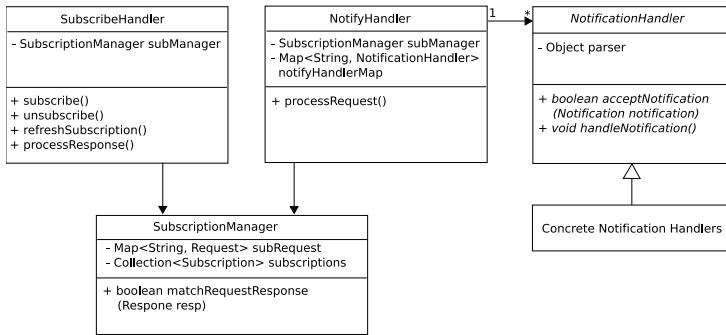 SubscribeHandler
- SubscriptionManager subManager
+ subscribe()
+ unsubscribe()
+ refreshSubscription()
+ processResponse()
NotifyHandler
- SubscriptionManager subManager
- Map<String, NotificationHandler>
notifyHandlerMap
+ processRequest()
1
*
NotificationHandler
- Object parser
+ boolean acceptNotification
(Notification notification)
+ void handleNotification()
Concrete Notification Handlers
SubscriptionManager
- Map<String, Request> subRequest
- Collection<Subscription> subscriptions
+ boolean matchRequestResponse
(Respone resp)